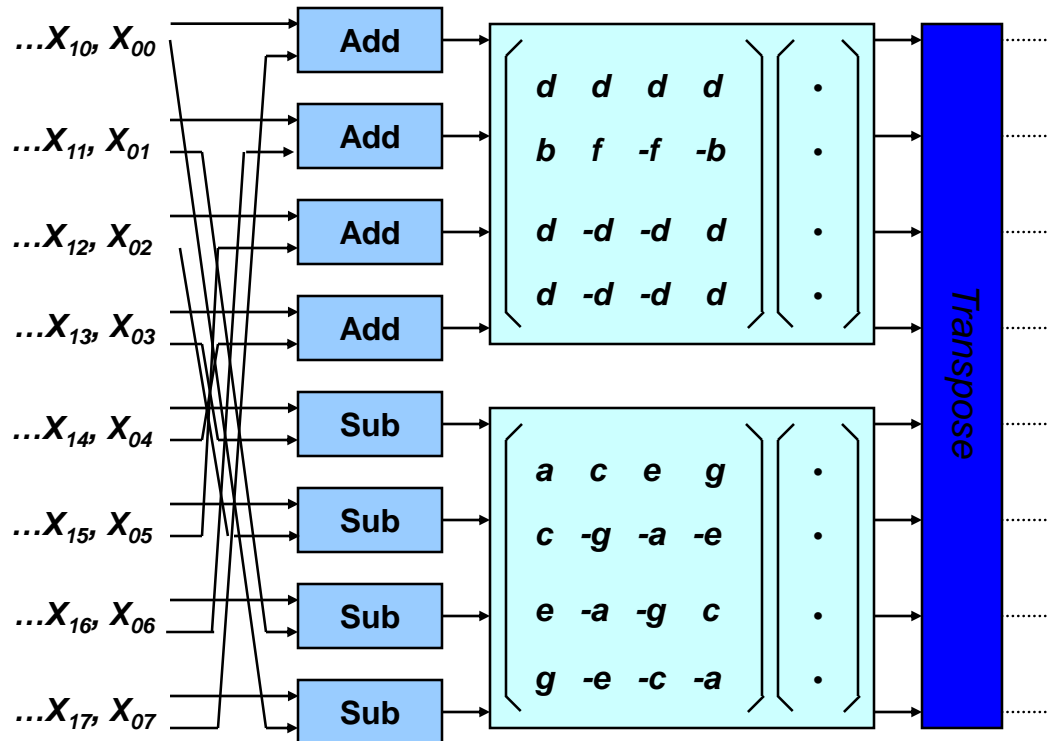 ...X10, X00
...X11, X01
...X12, X02
...X13, X03
...X14, X04
...X15, X05
...X16, X06
...X17, X07
Add
Add
Add
Add
Sub
Sub
Sub
Sub
d d d d
b f -f -b
d -d -d d
d -d -d d
a c e g
c -g -a -e
e -a -g c
g -e -c -a
Transpose